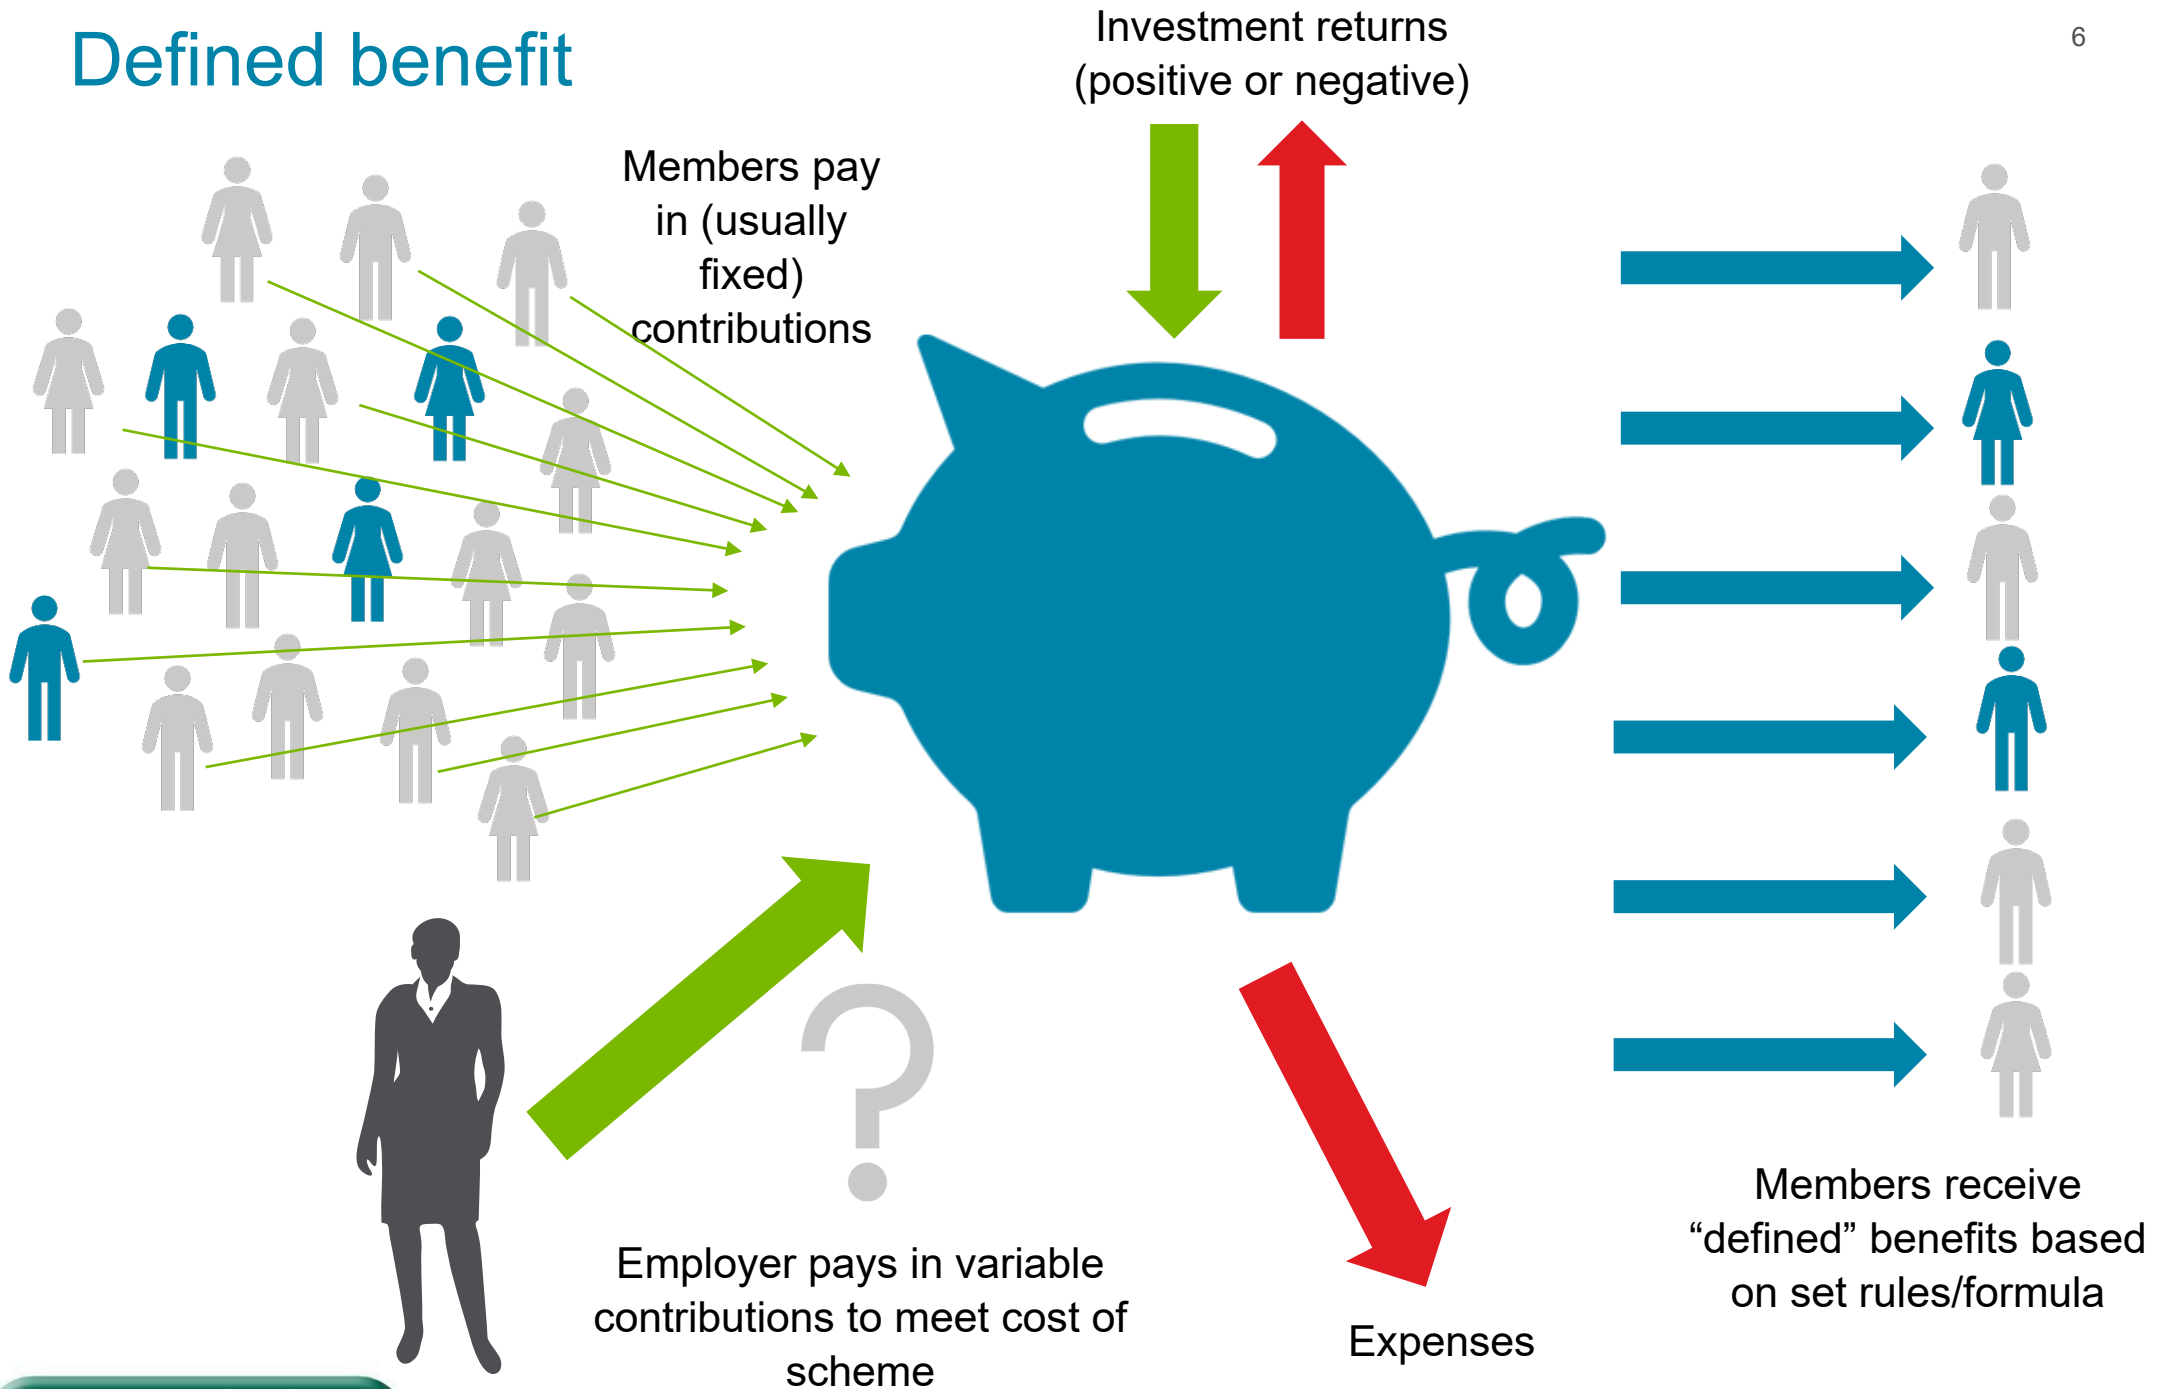 Defined benefit
Investment returns
(positive or negative)
6
Members pay
in (usually
fixed)
contributions
Employer pays in variable
contributions to meet cost of
scheme
Expenses
Members receive
“defined” benefits based
on set rules/formula